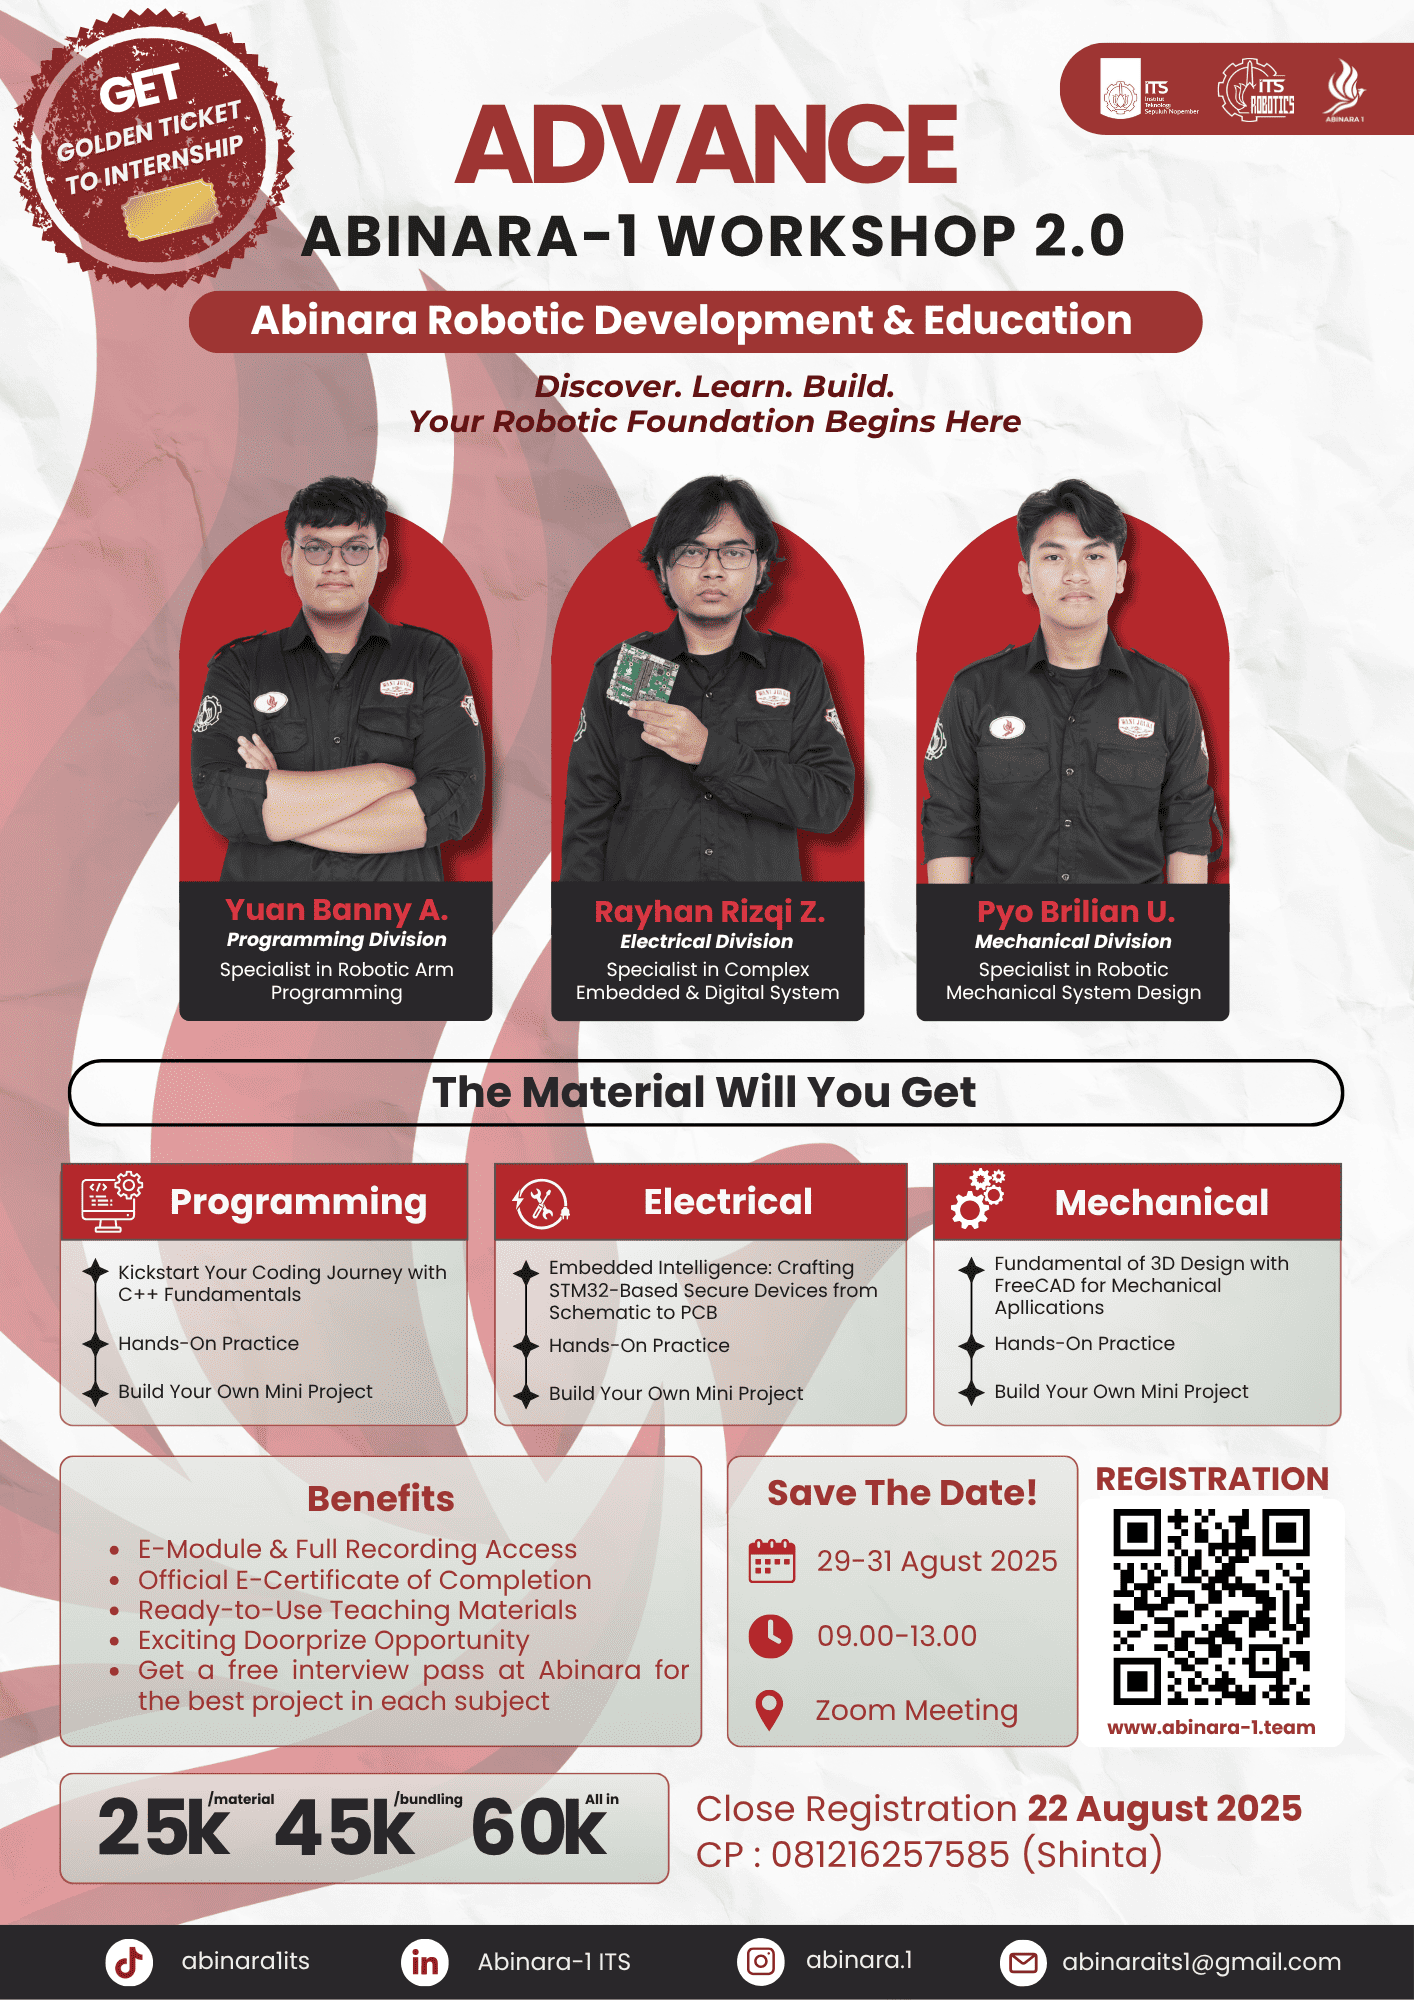 GET
GOLDEN TICKET
TO INTERNSHIP
ITS
Institut
Teknologi
Sepuluh Nopember
ITS
ROBOTICS
ABINARA 1
ADVANCE
ABINARA-1 WORKSHOP 2.0
Abinara Robotic Development & Education
Discover. Learn. Build.
Your Robotic Foundation Begins Here
Yuan Banny A.
Programming Division
Specialist in Robotic Arm
Programming
Rayhan Rizqi Z.
Electrical Division
Specialist in Complex
Embedded & Digital System
Pyo Brilian U.
Mechanical Division
Specialist in Robotic
Mechanical System Design
The Material Will You Get
Programming
Kickstart Your Coding Journey with
C++ Fundamentals
Hands-On Practice
Build Your Own Mini Project
Electrical
Embedded Intelligence: Crafting
STM32-Based Secure Devices from
Schematic to PCB
Hands-On Practice
Build Your Own Mini Project
Mechanical
Fundamental of 3D Design with
FreeCAD for Mechanical
Apllications
Hands-On Practice
Build Your Own Mini Project
Benefits
• E-Module & Full Recording Access
• Official E-Certificate of Completion
• Ready-to-Use Teaching Materials
• Exciting Doorprize Opportunity
• Get a free interview pass at Abinara for
the best project in each subject
Save The Date!
29-31 Agust 2025
09.00-13.00
Zoom Meeting
REGISTRATION
www.abinara-1.team
25k /material 45k /bundling 60k All in
Close Registration 22 August 2025
CP : 081216257585 (Shinta)
abinara1its
Abinara-1 ITS
abinara.1
abinaraits1@gmail.com